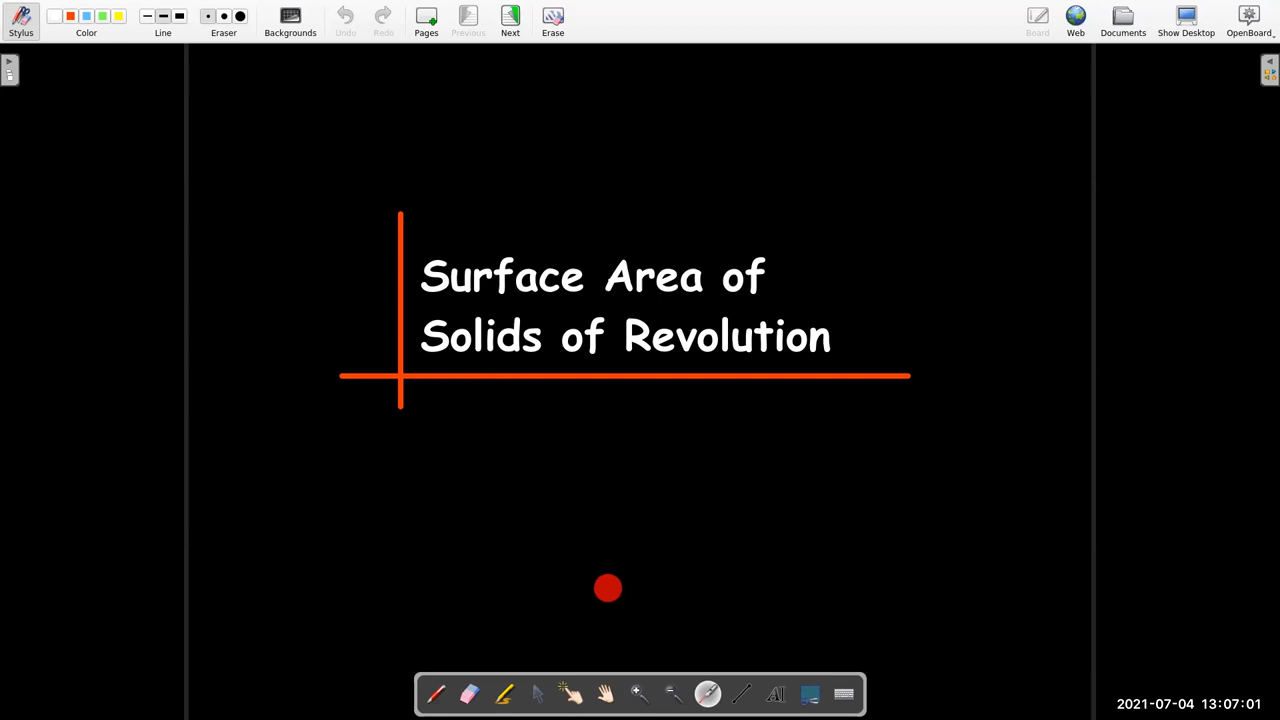 Stylus
Color
Line
Eraser
Backgrounds
Undo
Redo
Pages
Previous
Next
Erase
Board
Web
Documents
Show Desktop
OpenBoard
Surface Area of
Solids of Revolution
AI
2021-07-04 13:07:01